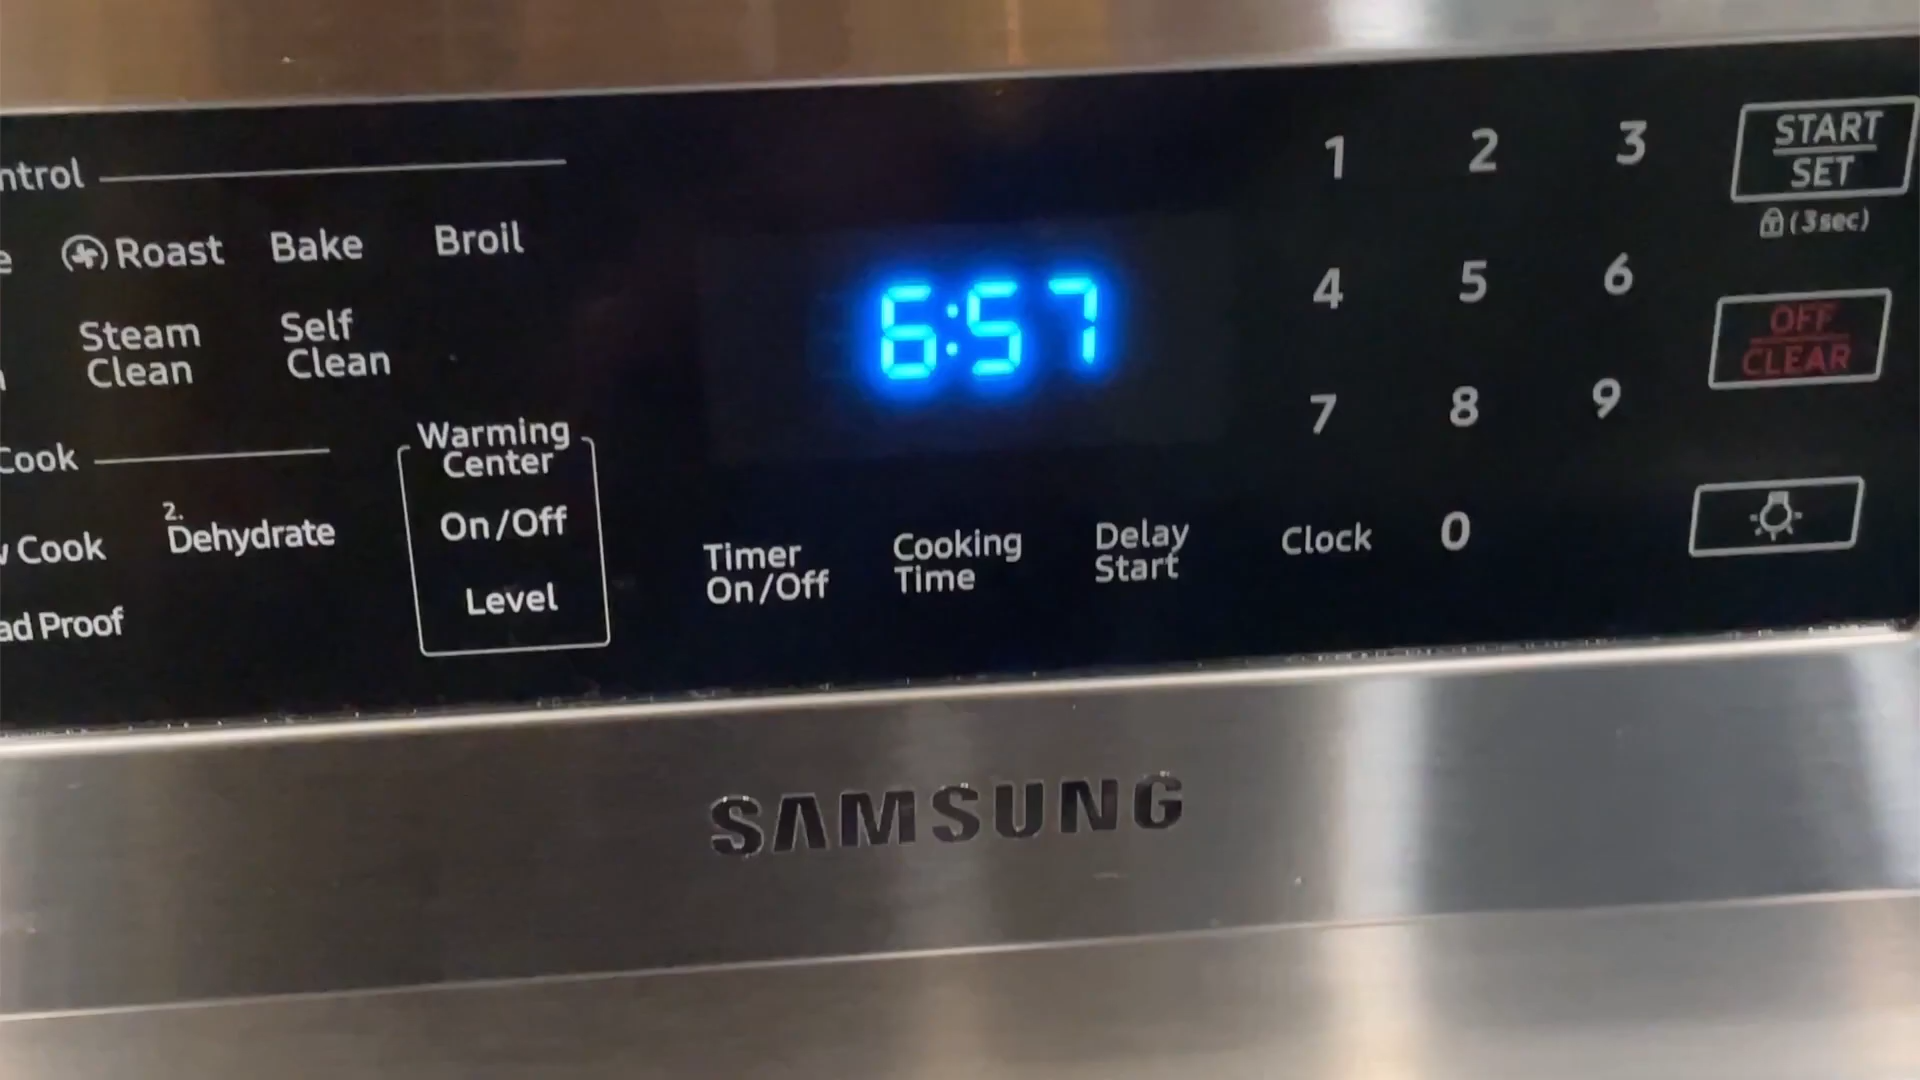 ntrol
Roast Bake Broil
Steam Clean
Self Clean
Cook
Cook
2. Dehydrate
ad Proof
Warming Center
On/Off
Level
6:57
Timer On/Off
Cooking Time
Delay Start
Clock
1 2 3
4 5 6
7 8 9
0
START
SET
(3sec)
OFF
CLEAR
SAMSUNG